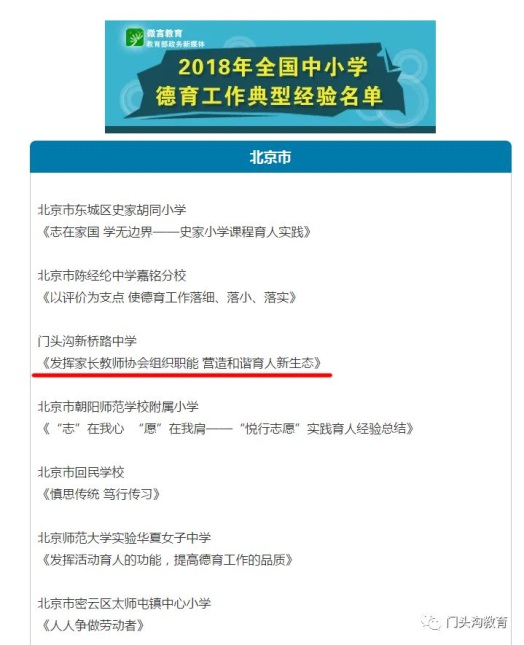 微言教育
教育部政务新媒体
2018年全国中小学
德育工作典型经验名单
北京市
北京市东城区史家胡同小学
《志在家国 学无边界——史家小学课程育人实践》
北京市陈经纶中学嘉铭分校
《以评价为支点 使德育工作落细、落小、落实》
门头沟新桥路中学
《发挥家长教师协会组织职能 营造和谐育人新生态》
北京市朝阳师范学校附属小学
《“志”在我心 “愿”在我肩——“悦行志愿”实践育人经验总结》
北京市回民学校
《慎思传统 笃行传习》
北京师范大学实验华夏女子中学
《发挥活动育人的功能，提高德育工作的品质》
北京市密云区太师屯镇中心小学
《人人争做劳动者》
门头沟教育